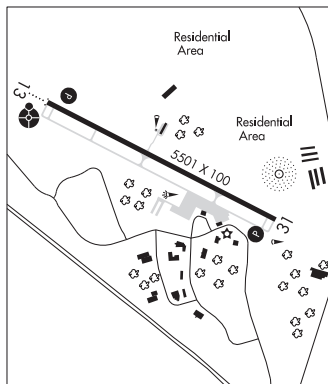 Residential
Area
P
13
Residential
Area
5501 X 100
31
P